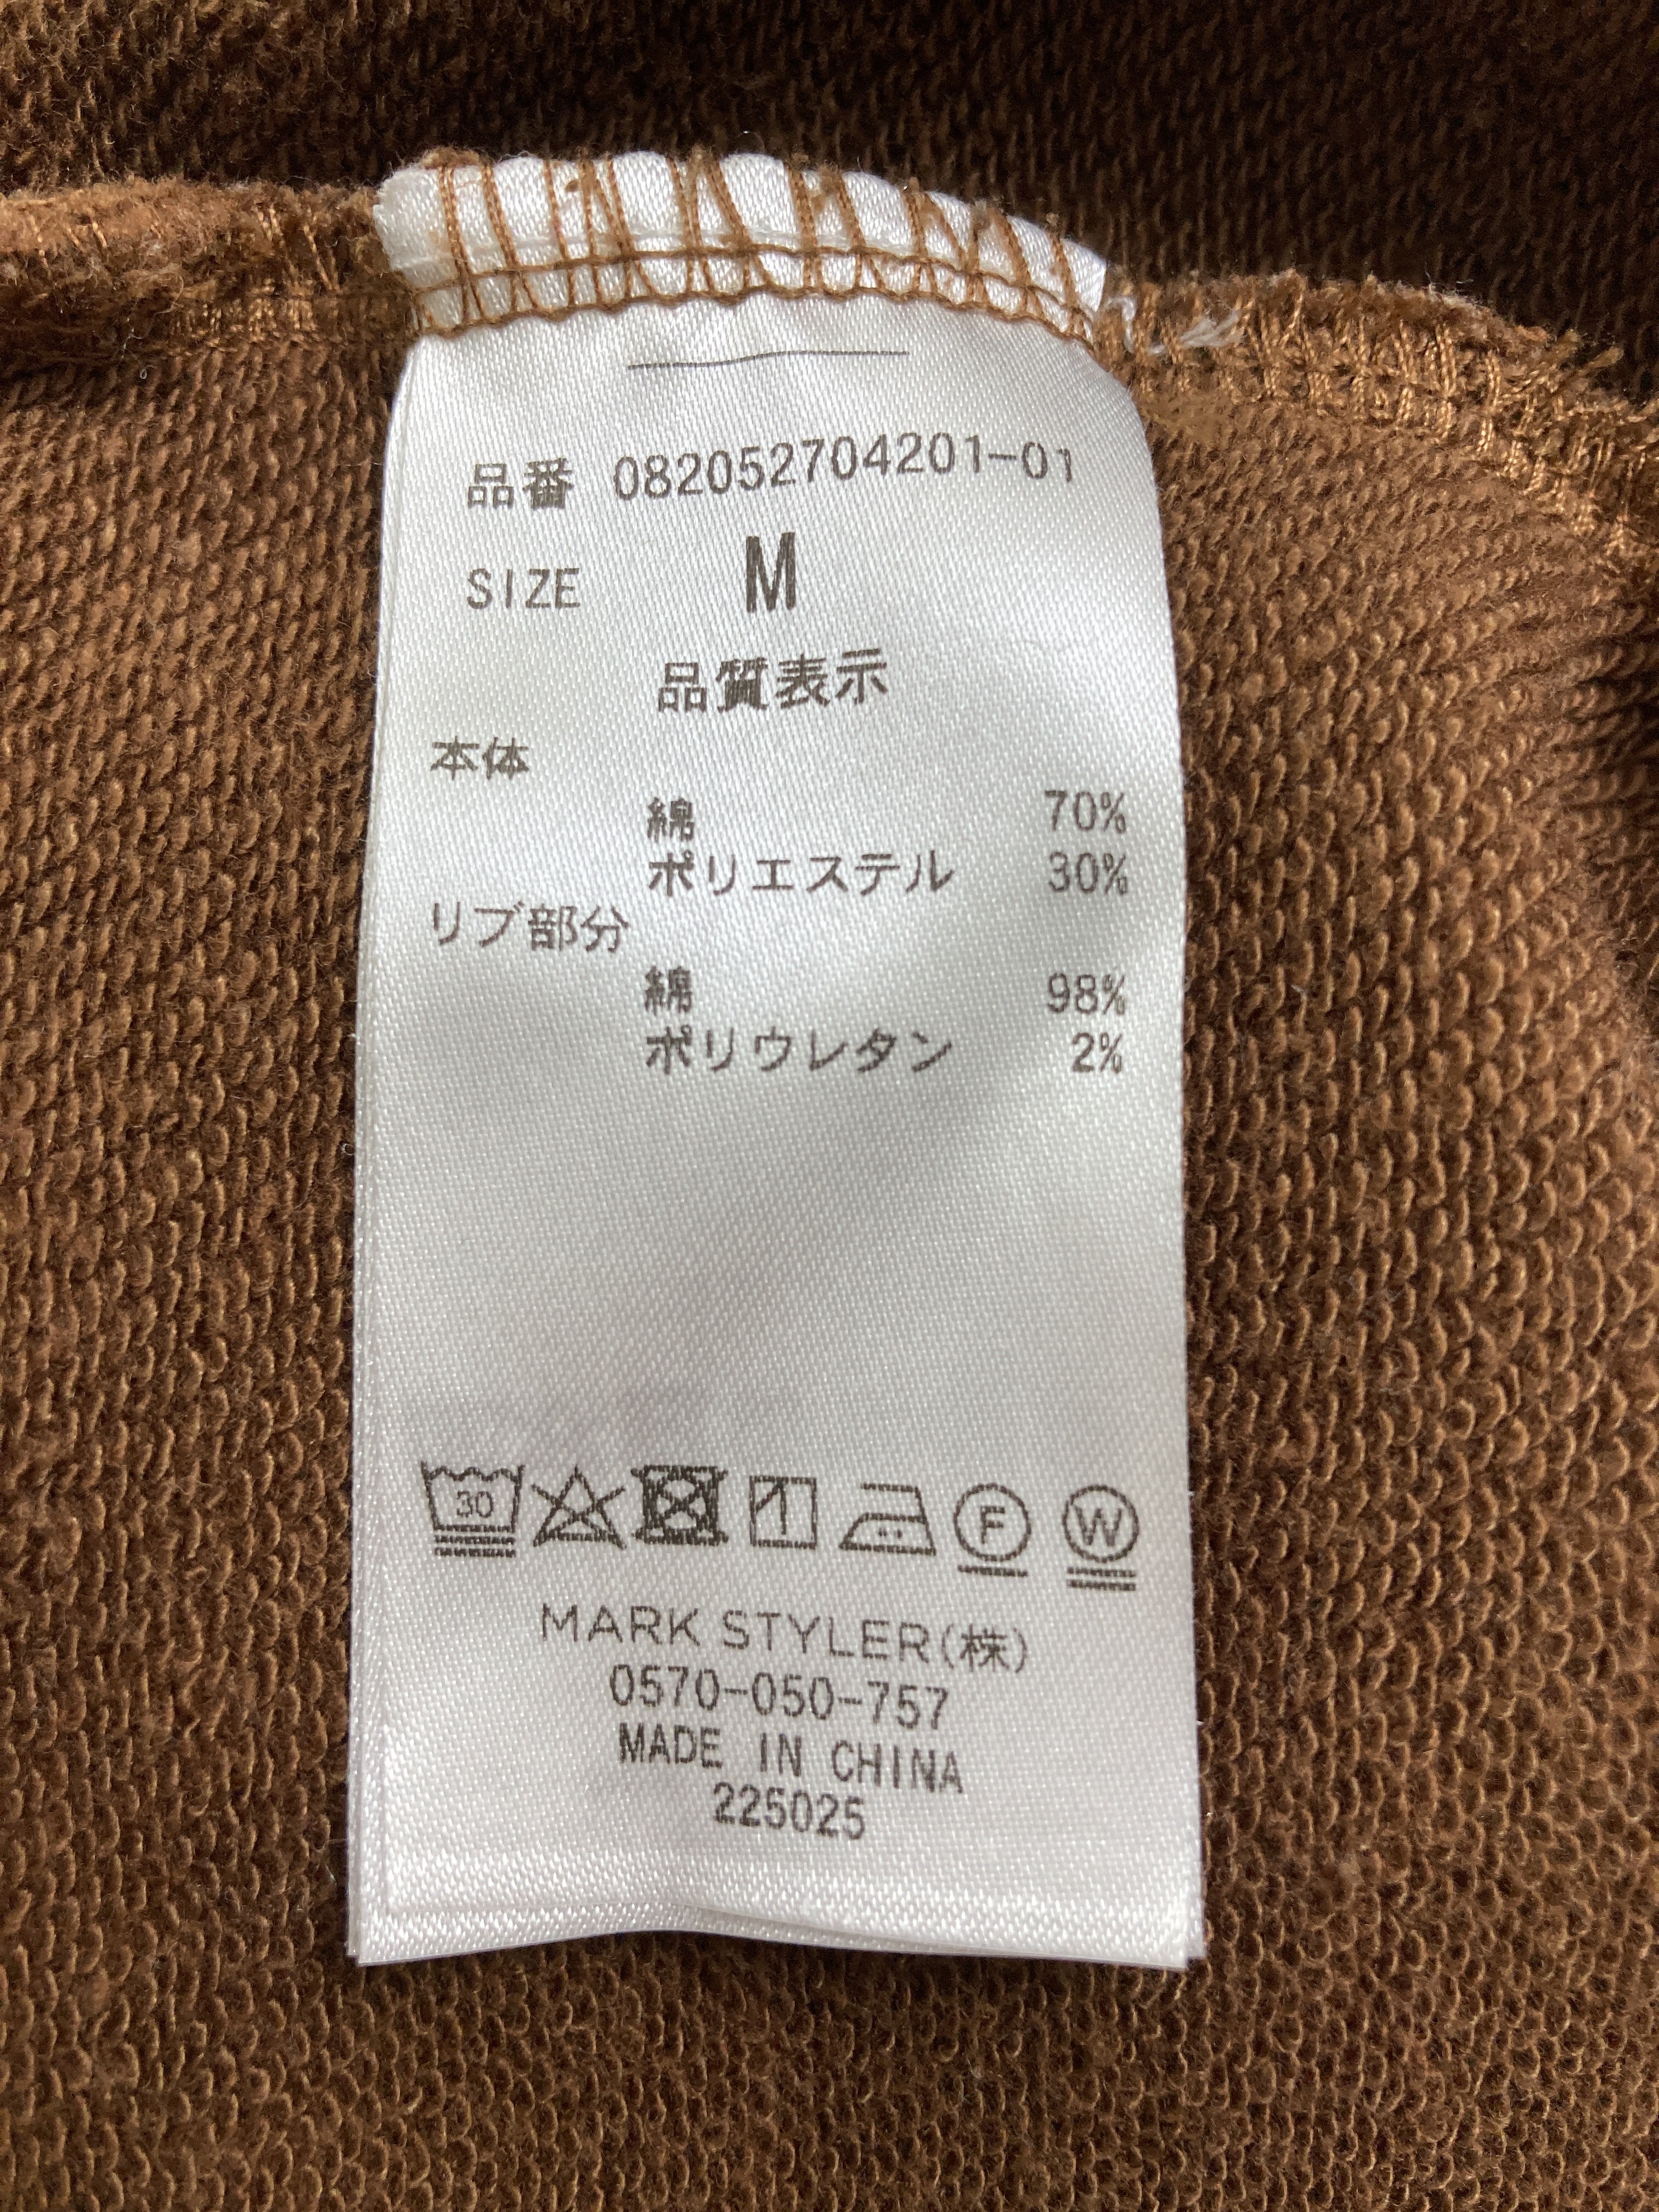 品番 082052704201-01
SIZE M
品質表示
本体
綿 70%
ポリエステル 30%
リブ部分
綿 98%
ポリウレタン 2%
30 F W
MARK STYLER(株)
0570-050-757
MADE IN CHINA
225025